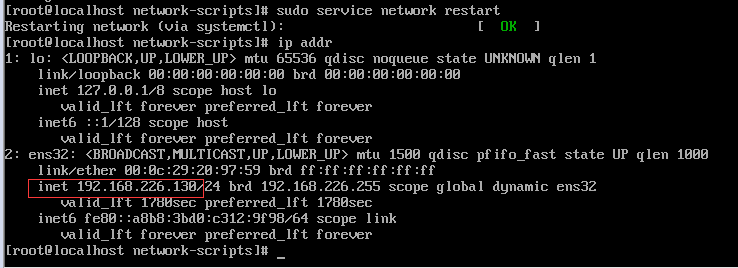 [root@localhost network-scripts]# sudo service network restart
Restarting network (via systemctl):                        [  OK  ]
[root@localhost network-scripts]# ip addr
1: lo: <LOOPBACK,UP,LOWER_UP> mtu 65536 qdisc noqueue state UNKNOWN qlen 1
    link/loopback 00:00:00:00:00:00 brd 00:00:00:00:00:00
    inet 127.0.0.1/8 scope host lo
       valid_lft forever preferred_lft forever
    inet6 ::1/128 scope host
       valid_lft forever preferred_lft forever
2: ens32: <BROADCAST,MULTICAST,UP,LOWER_UP> mtu 1500 qdisc pfifo_fast state UP qlen 1000
    link/ether 00:0c:29:20:97:59 brd ff:ff:ff:ff:ff:ff
    inet 192.168.226.130/24 brd 192.168.226.255 scope global dynamic ens32
       valid_lft 1780sec preferred_lft 1780sec
    inet6 fe80::a8b8:3bd0:c312:9f98/64 scope link
       valid_lft forever preferred_lft forever
[root@localhost network-scripts]# _